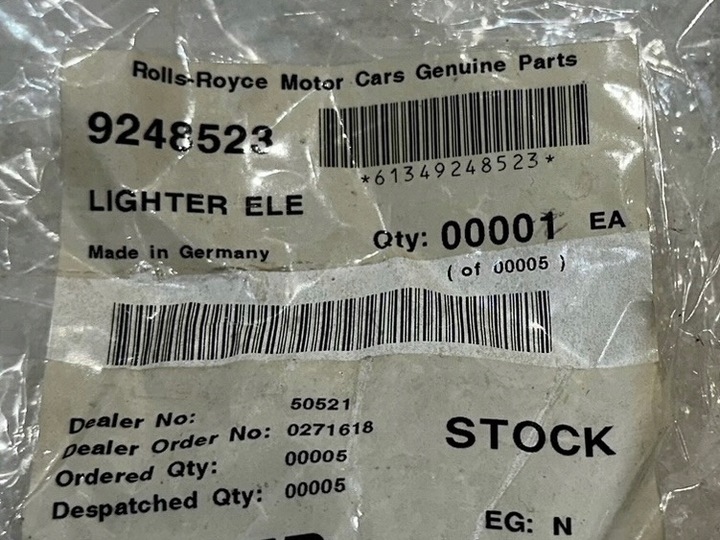 Rolls-Royce Motor Cars Genuine Parts
9248523
*61349248523*
LIGHTER ELE
Qty: 00001 EA
Made in Germany
( of 00005 )
Dealer No: 50521
Dealer Order No: 0271618
Ordered Qty: 00005
Despatched Qty: 00005
STOCK
EG: N